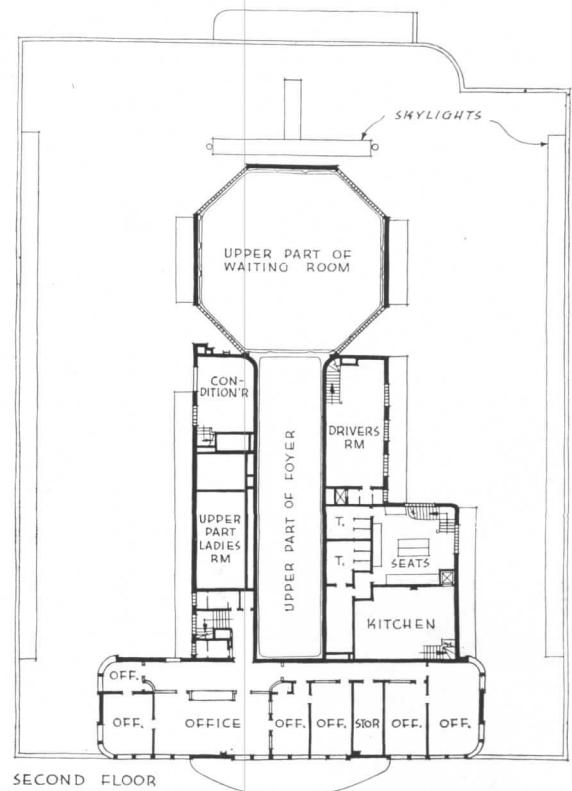 SKYLIGHTS
UPPER PART OF
WAITING ROOM
CON-
DITION'R
DRIVERS
RM
UPPER PART OF FOYER
UPPER
PART
LADIES
RM
T.
T.
SEATS
KITCHEN
OFF.
OFF.
OFFICE
OFF.
OFF.
STOR
OFF.
OFF.
SECOND FLOOR